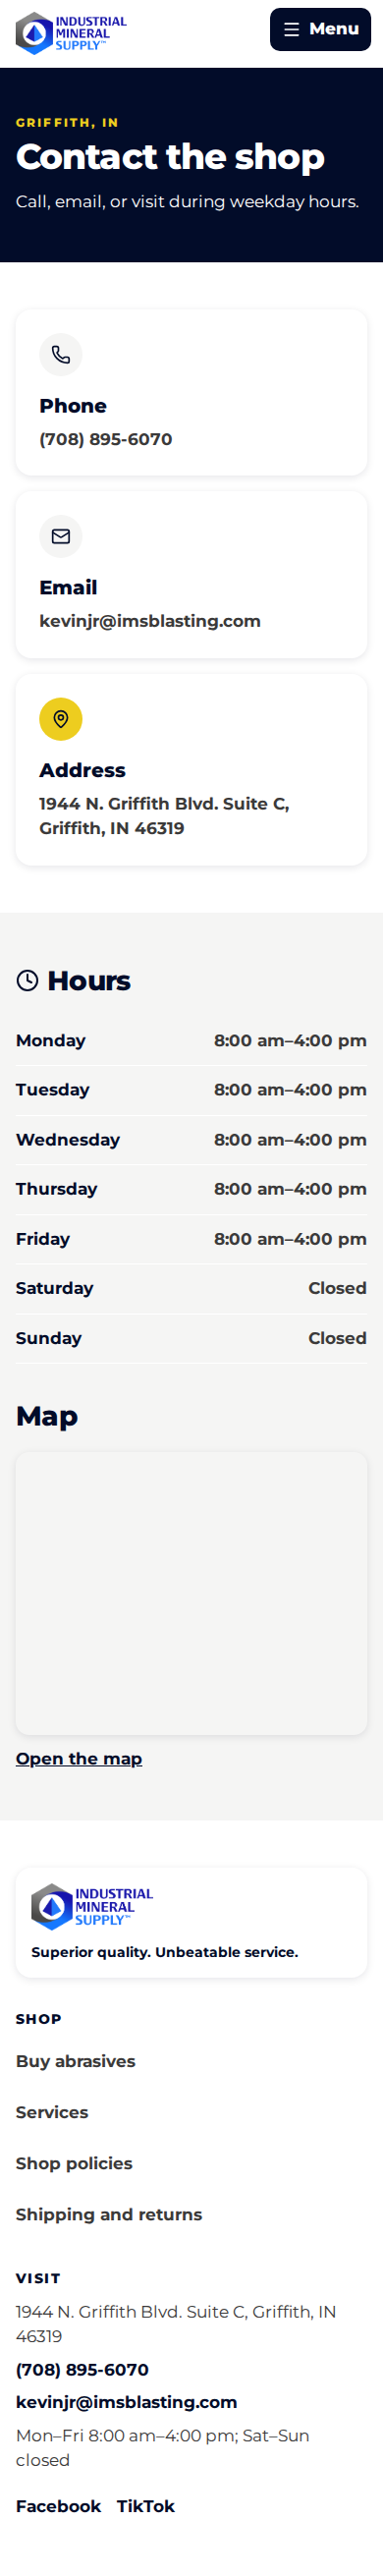 INDUSTRIAL
MINERAL
SUPPLY™
Menu
GRIFFITH, IN
Contact the shop
Call, email, or visit during weekday hours.
Phone
(708) 895-6070
Email
kevinjr@imsblasting.com
Address
1944 N. Griffith Blvd. Suite C,
Griffith, IN 46319
Hours
Monday 8:00 am–4:00 pm
Tuesday 8:00 am–4:00 pm
Wednesday 8:00 am–4:00 pm
Thursday 8:00 am–4:00 pm
Friday 8:00 am–4:00 pm
Saturday Closed
Sunday Closed
Map
Open the map
INDUSTRIAL
MINERAL
SUPPLY™
Superior quality. Unbeatable service.
SHOP
Buy abrasives
Services
Shop policies
Shipping and returns
VISIT
1944 N. Griffith Blvd. Suite C, Griffith, IN
46319
(708) 895-6070
kevinjr@imsblasting.com
Mon–Fri 8:00 am–4:00 pm; Sat–Sun
closed
Facebook TikTok